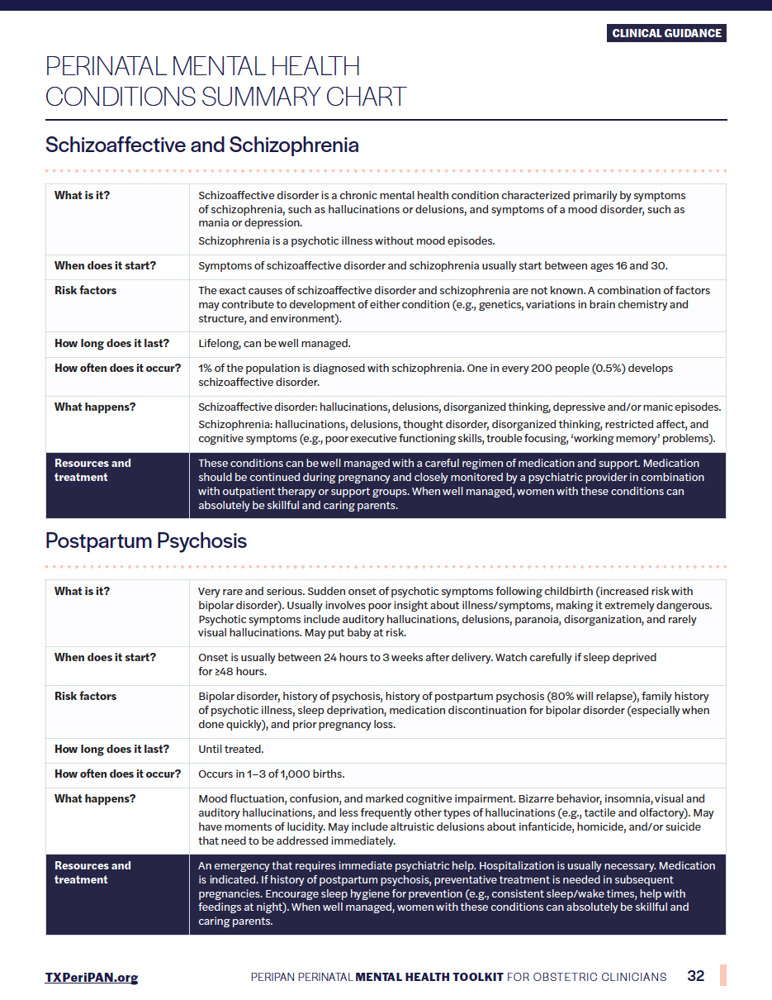 CLINICAL GUIDANCE
PERINATAL MENTAL HEALTH
CONDITIONS SUMMARY CHART
Schizoaffective and Schizophrenia
What is it?
Schizoaffective disorder is a chronic mental health condition characterized primarily by symptoms
of schizophrenia, such as hallucinations or delusions, and symptoms of a mood disorder, such as
mania or depression.
Schizophrenia is a psychotic illness without mood episodes.
When does it start?
Symptoms of schizoaffective disorder and schizophrenia usually start between ages 16 and 30.
Risk factors
The exact causes of schizoaffective disorder and schizophrenia are not known. A combination of factors
may contribute to development of either condition (e.g., genetics, variations in brain chemistry and
structure, and environment).
How long does it last?
Lifelong, can be well managed.
How often does it occur?
1% of the population is diagnosed with schizophrenia. One in every 200 people (0.5%) develops
schizoaffective disorder.
What happens?
Schizoaffective disorder: hallucinations, delusions, disorganized thinking, depressive and/or manic episodes.
Schizophrenia: hallucinations, delusions, thought disorder, disorganized thinking, restricted affect, and
cognitive symptoms (e.g., poor executive functioning skills, trouble focusing, ‘working memory’ problems).
Resources and
treatment
These conditions can be well managed with a careful regimen of medication and support. Medication
should be continued during pregnancy and closely monitored by a psychiatric provider in combination
with outpatient therapy or support groups. When well managed, women with these conditions can
absolutely be skillful and caring parents.
Postpartum Psychosis
What is it?
Very rare and serious. Sudden onset of psychotic symptoms following childbirth (increased risk with
bipolar disorder). Usually involves poor insight about illness/symptoms, making it extremely dangerous.
Psychotic symptoms include auditory hallucinations, delusions, paranoia, disorganization, and rarely
visual hallucinations. May put baby at risk.
When does it start?
Onset is usually between 24 hours to 3 weeks after delivery. Watch carefully if sleep deprived
for ≥48 hours.
Risk factors
Bipolar disorder, history of psychosis, history of postpartum psychosis (80% will relapse), family history
of psychotic illness, sleep deprivation, medication discontinuation for bipolar disorder (especially when
done quickly), and prior pregnancy loss.
How long does it last?
Until treated.
How often does it occur?
Occurs in 1–3 of 1,000 births.
What happens?
Mood fluctuation, confusion, and marked cognitive impairment. Bizarre behavior, insomnia, visual and
auditory hallucinations, and less frequently other types of hallucinations (e.g., tactile and olfactory). May
have moments of lucidity. May include altruistic delusions about infanticide, homicide, and/or suicide
that need to be addressed immediately.
Resources and
treatment
An emergency that requires immediate psychiatric help. Hospitalization is usually necessary. Medication
is indicated. If history of postpartum psychosis, preventative treatment is needed in subsequent
pregnancies. Encourage sleep hygiene for prevention (e.g., consistent sleep/wake times, help with
feedings at night). When well managed, women with these conditions can absolutely be skillful and
caring parents.
TXPeriPAN.org
PERIPAN PERINATAL MENTAL HEALTH TOOLKIT FOR OBSTETRIC CLINICIANS 32